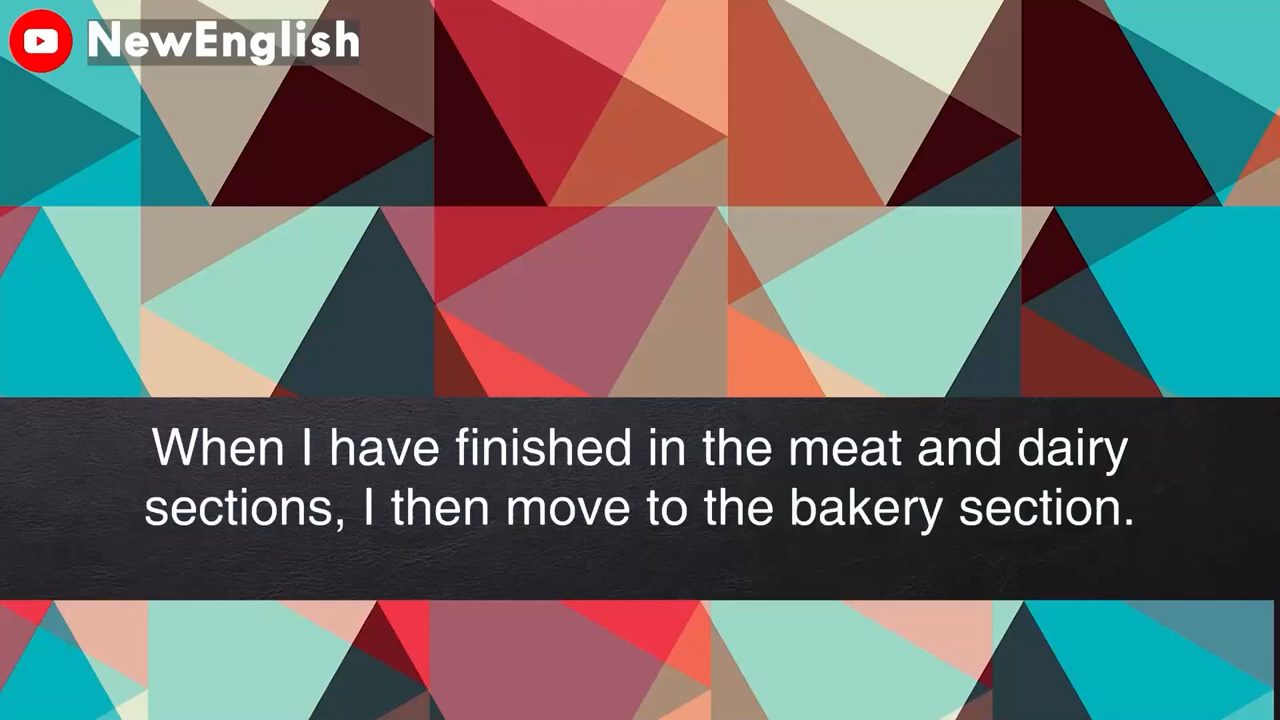 NewEnglish
When I have finished in the meat and dairy
sections, I then move to the bakery section.